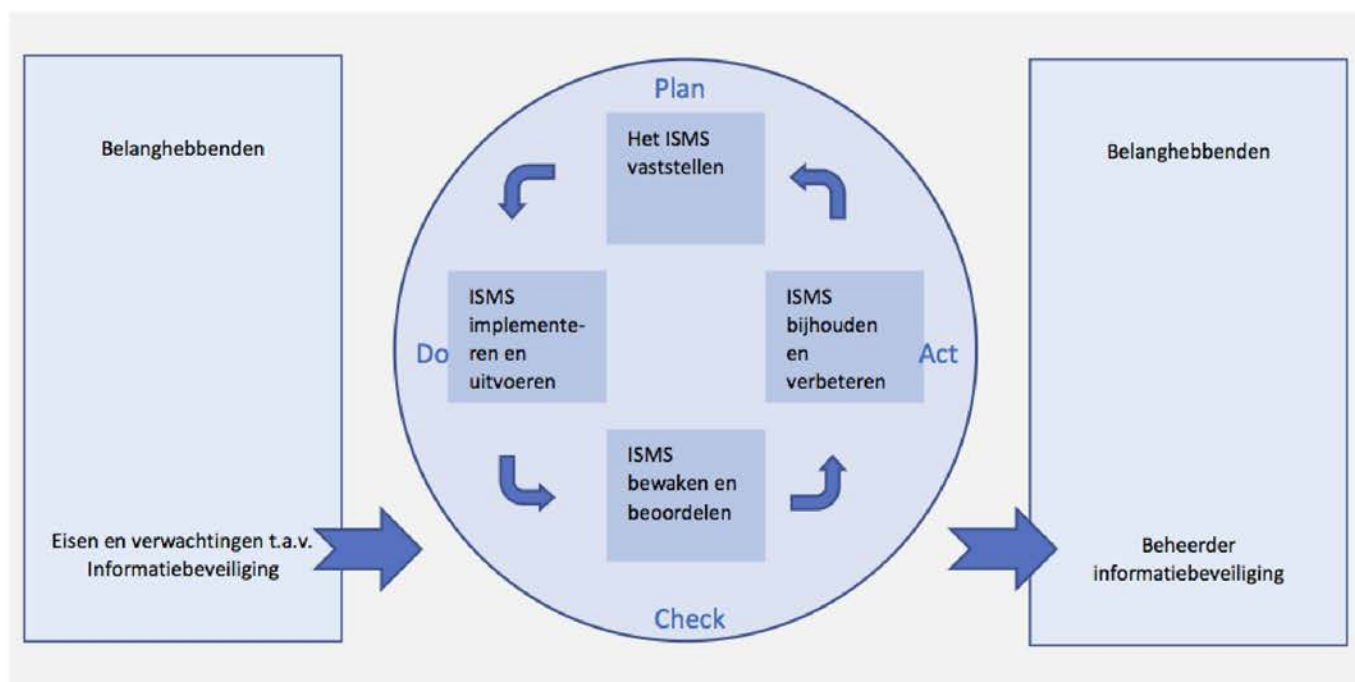 Belanghebbenden
Eisen en verwachtingen t.a.v.
Informatiebeveiliging
Plan
Het ISMS
vaststellen
Do
ISMS
implemente-
ren en
uitvoeren
ISMS
bijhouden
en
verbeteren
Act
ISMS
bewaken en
beoordelen
Check
Belanghebbenden
Beheerder
informatiebeveiliging